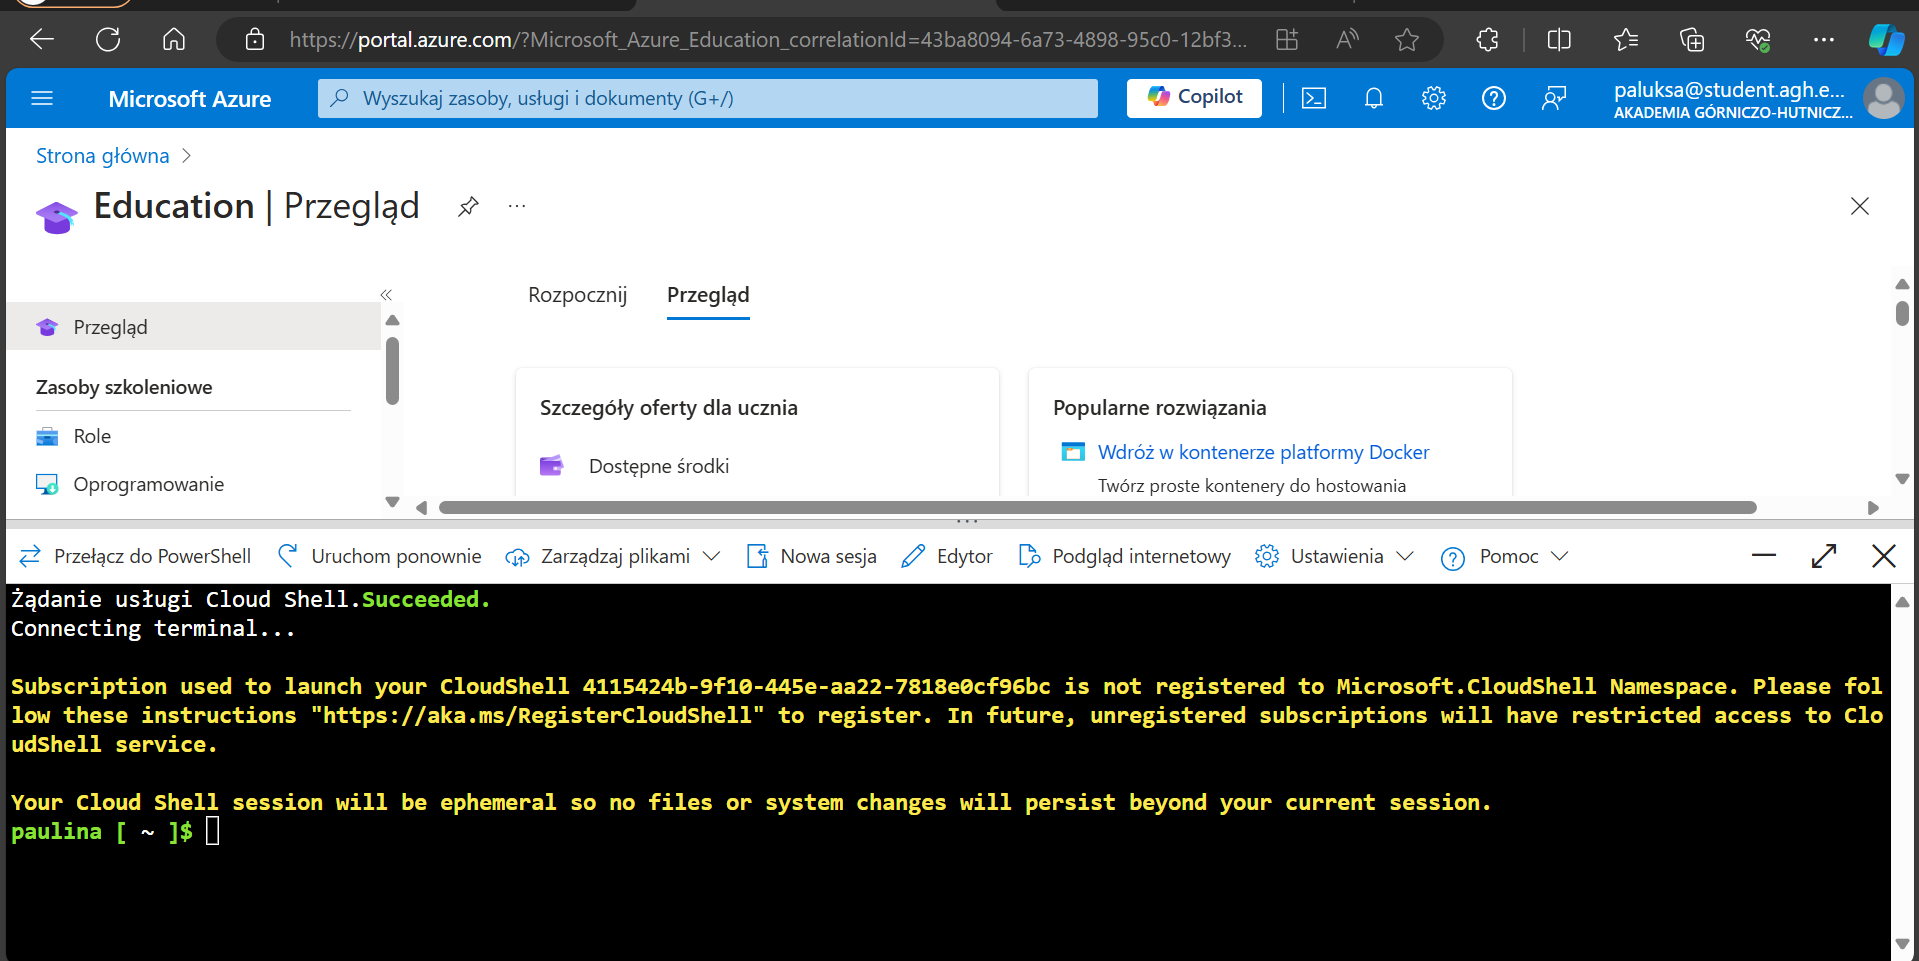 https://portal.azure.com/?Microsoft_Azure_Education_correlationId=43ba8094-6a73-4898-95c0-12bf3...
Microsoft Azure
Wyszukaj zasoby, usługi i dokumenty (G+/)
Copilot
paluksa@student.agh.e...
AKADEMIA GÓRNICZO-HUTNICZ...
Strona główna
Education | Przegląd
Rozpocznij
Przegląd
Przegląd
Zasoby szkoleniowe
Role
Oprogramowanie
Szczegóły oferty dla ucznia
Dostępne środki
Popularne rozwiązania
Wdróż w kontenerze platformy Docker
Twórz proste kontenery do hostowania
Przełącz do PowerShell
Uruchom ponownie
Zarządzaj plikami
Nowa sesja
Edytor
Podgląd internetowy
Ustawienia
Pomoc
Żądanie usługi Cloud Shell.Succeeded.
Connecting terminal...
Subscription used to launch your CloudShell 4115424b-9f10-445e-aa22-7818e0cf96bc is not registered to Microsoft.CloudShell Namespace. Please fol
low these instructions "https://aka.ms/RegisterCloudShell" to register. In future, unregistered subscriptions will have restricted access to Clo
udShell service.
Your Cloud Shell session will be ephemeral so no files or system changes will persist beyond your current session.
paulina [ ~ ]$